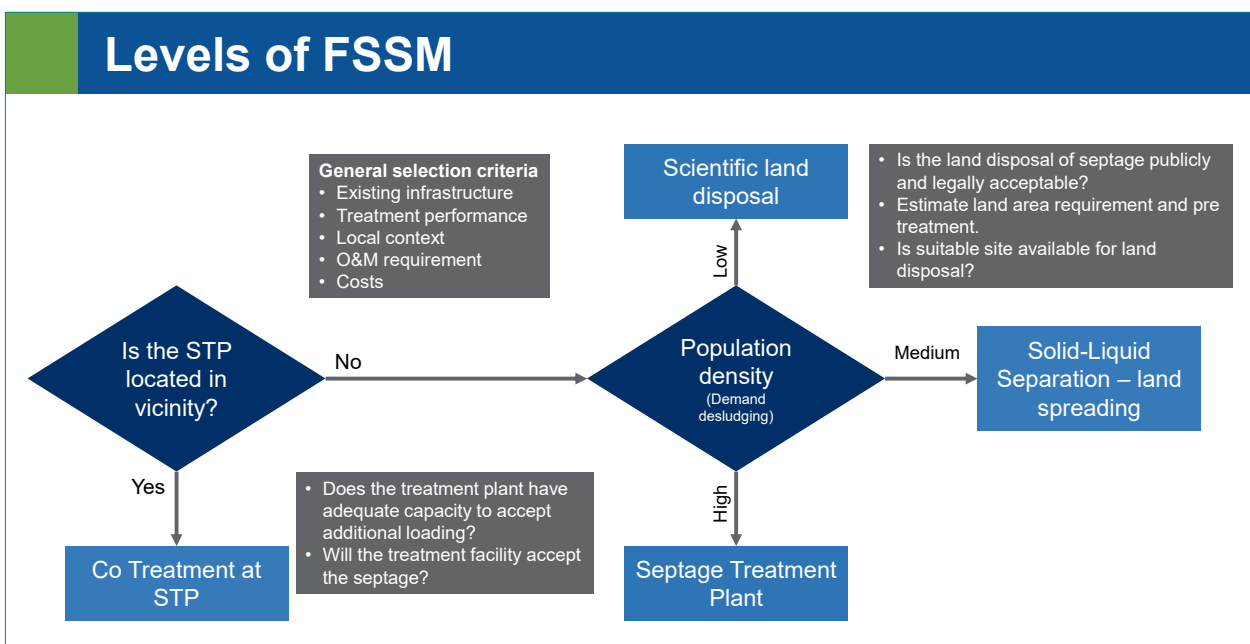 Levels of FSSM
General selection criteria
• Existing infrastructure
• Treatment performance
• Local context
• O&M requirement
• Costs
Scientific land
disposal
• Is the land disposal of septage publicly
and legally acceptable?
• Estimate land area requirement and pre
treatment.
• Is suitable site available for land
disposal?
Low
Is the STP
located in
vicinity?
No
Population
density
(Demand
desludging)
Medium
Solid-Liquid
Separation – land
spreading
Yes
• Does the treatment plant have
adequate capacity to accept
additional loading?
• Will the treatment facility accept
the septage?
High
Co Treatment at
STP
Septage Treatment
Plant